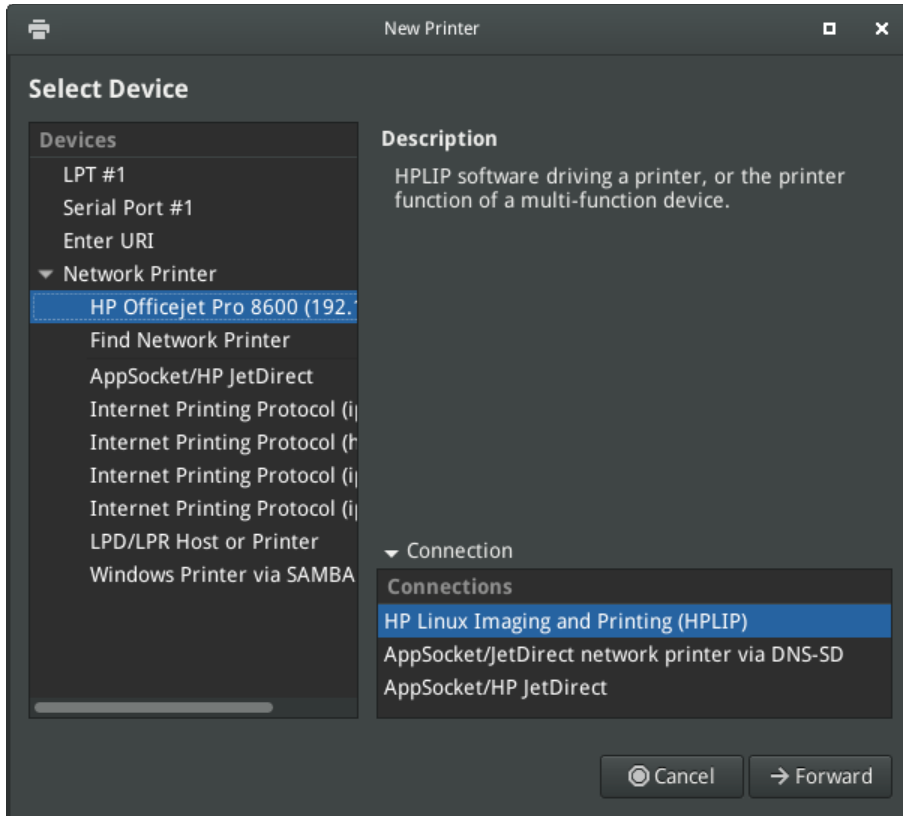 New Printer
Select Device
Devices
LPT #1
Serial Port #1
Enter URI
Network Printer
HP Officejet Pro 8600 (192.
Find Network Printer
AppSocket/HP JetDirect
Internet Printing Protocol (i
Internet Printing Protocol (h
Internet Printing Protocol (i
Internet Printing Protocol (i
LPD/LPR Host or Printer
Windows Printer via SAMBA
Description
HPLIP software driving a printer, or the printer
function of a multi-function device.
Connection
Connections
HP Linux Imaging and Printing (HPLIP)
AppSocket/JetDirect network printer via DNS-SD
AppSocket/HP JetDirect
Cancel
Forward